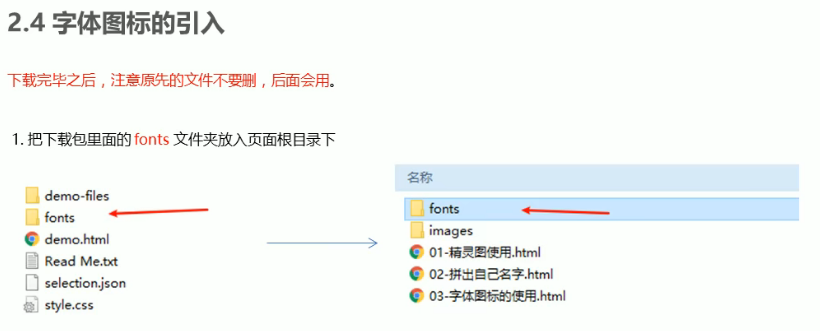 2.4 字体图标的引入
下载完毕之后，注意原先的文件不要删，后面会用。
1. 把下载包里面的 fonts 文件夹放入页面根目录下
demo-files
fonts
demo.html
Read Me.txt
selection.json
style.css
名称
fonts
images
01-精灵图使用.html
02-拼出自己名字.html
03-字体图标的使用.html